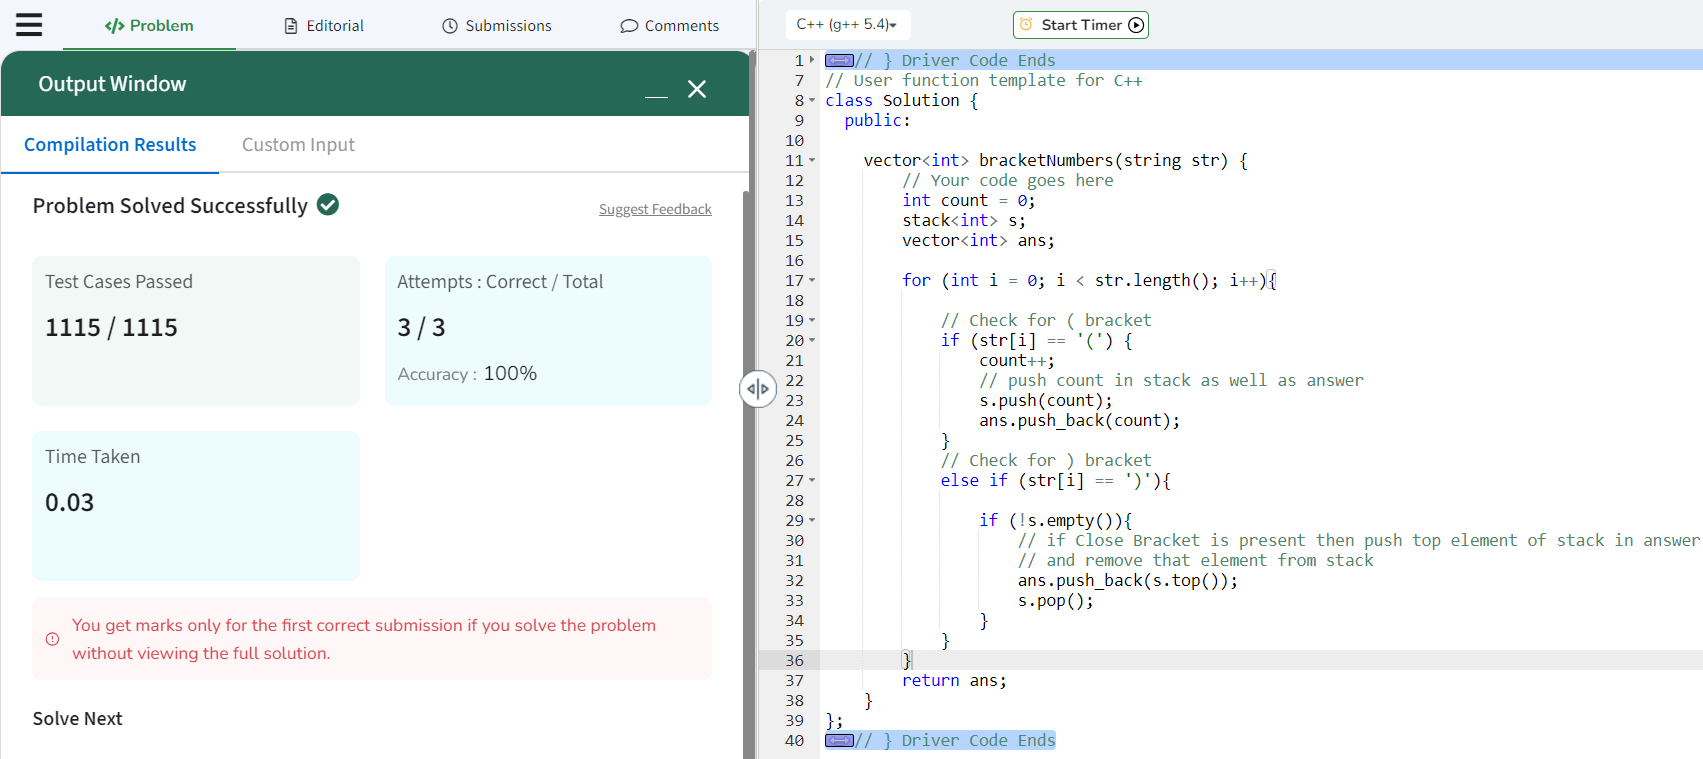 </> Problem
Editorial
Submissions
Comments
Output Window
Compilation Results
Custom Input
Problem Solved Successfully
Suggest Feedback
Test Cases Passed
1115 / 1115
Attempts : Correct / Total
3 / 3
Accuracy : 100%
Time Taken
0.03
You get marks only for the first correct submission if you solve the problem
without viewing the full solution.
Solve Next
C++ (g++ 5.4)
Start Timer
1 // } Driver Code Ends
7 // User function template for C++
8 class Solution {
9 public:
10
11 vector<int> bracketNumbers(string str) {
12 // Your code goes here
13 int count = 0;
14 stack<int> s;
15 vector<int> ans;
16
17 for (int i = 0; i < str.length(); i++){
18
19 // Check for ( bracket
20 if (str[i] == '(') {
21 count++;
22 // push count in stack as well as answer
23 s.push(count);
24 ans.push_back(count);
25 }
26 // Check for ) bracket
27 else if (str[i] == ')'){
28
29 if (!s.empty()){
30 // if Close Bracket is present then push top element of stack in answer
31 // and remove that element from stack
32 ans.push_back(s.top());
33 s.pop();
34 }
35 }
36 }
37 return ans;
38 }
39 };
40 // } Driver Code Ends